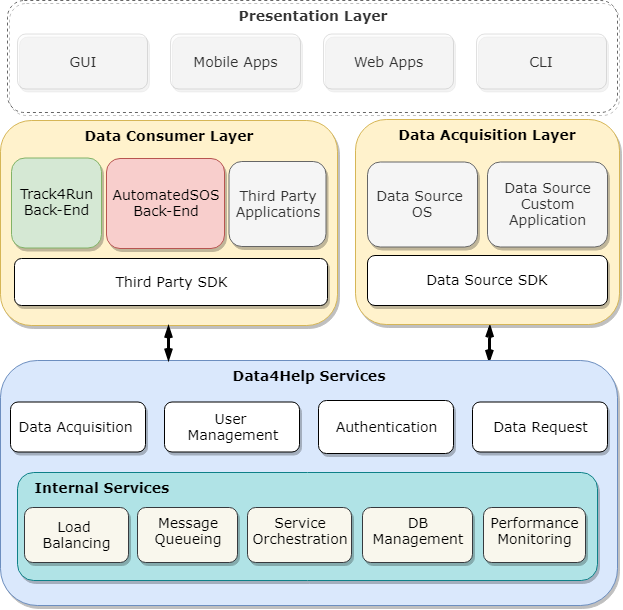 Presentation Layer
GUI
Mobile Apps
Web Apps
CLI
Data Consumer Layer
Track4Run
Back-End
AutomatedSOS
Back-End
Third Party
Applications
Third Party SDK
Data Acquisition Layer
Data Source
OS
Data Source
Custom
Application
Data Source SDK
Data4Help Services
Data Acquisition
User
Management
Authentication
Data Request
Internal Services
Load
Balancing
Message
Queueing
Service
Orchestration
DB
Management
Performance
Monitoring